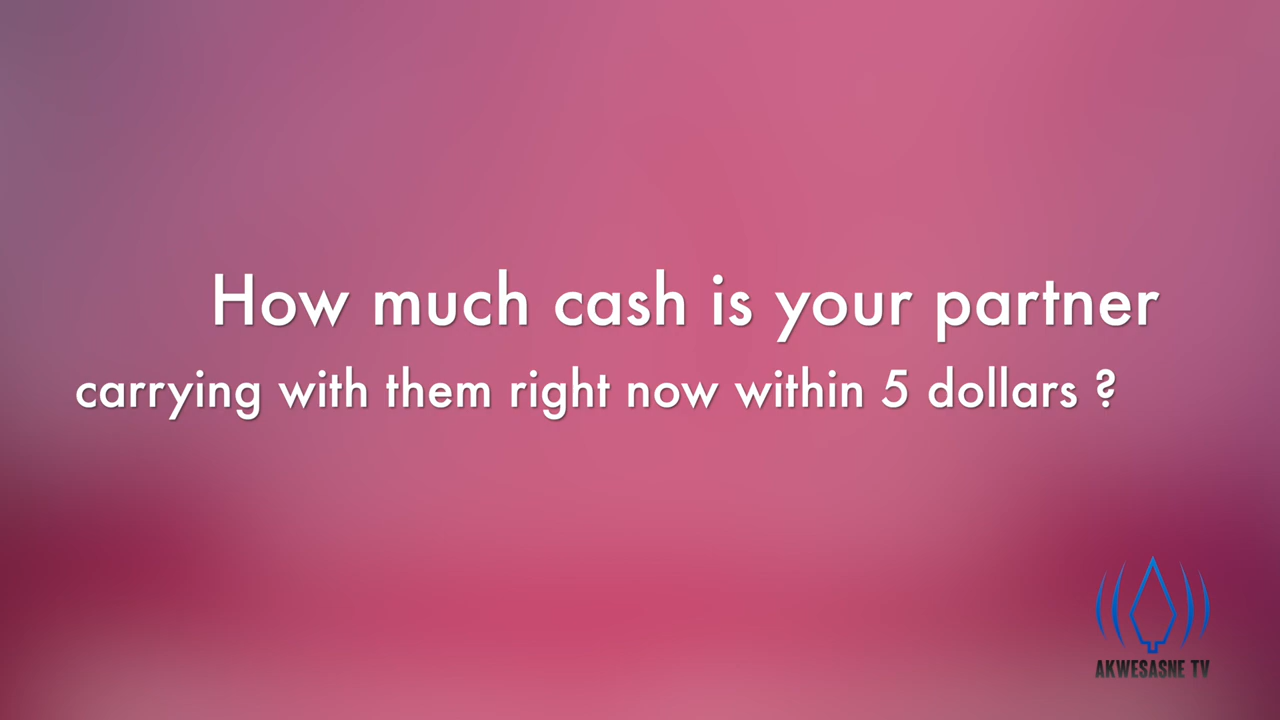 How much cash is your partner
carrying with them right now within 5 dollars ?
AKWESASNE TV